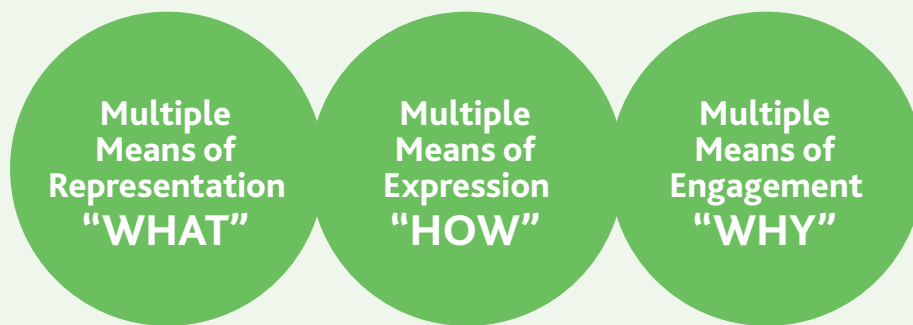 Multiple
Means of
Representation
“WHAT”
Multiple
Means of
Expression
“HOW”
Multiple
Means of
Engagement
“WHY”